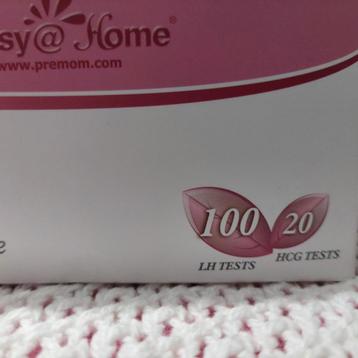 sy@Home®
www.premom.com
e
100 20
LH TESTS HCG TESTS